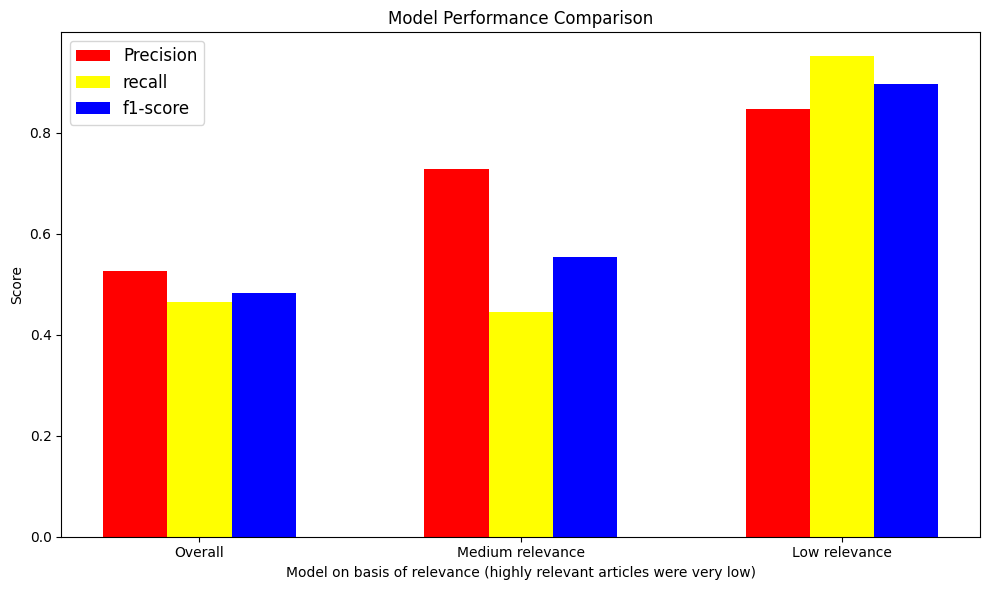 Model Performance Comparison
Precision
recall
f1-score
0.8
0.6
0.4
0.2
0.0
Score
Overall
Medium relevance
Low relevance
Model on basis of relevance (highly relevant articles were very low)